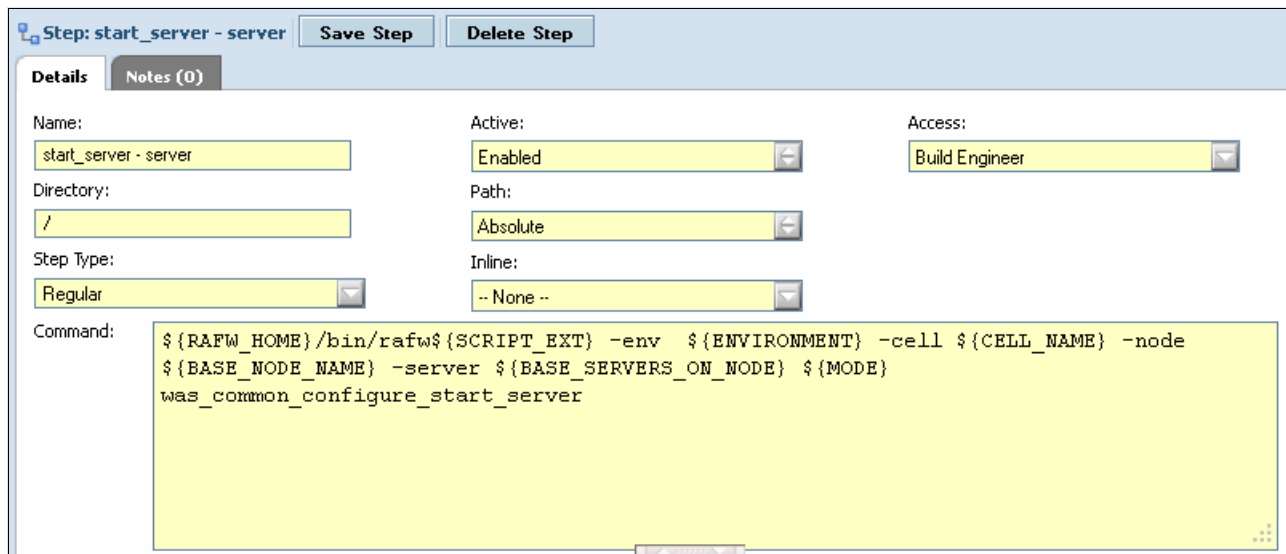 Step: start_server - server Save Step Delete Step
Details Notes (0)
Name: Active: Access:
start_server - server Enabled Build Engineer
Directory: Path:
/ Absolute
Step Type: Inline:
Regular -- None --
Command: ${RAFW_HOME}/bin/rafw${SCRIPT_EXT} -env  ${ENVIRONMENT} -cell ${CELL_NAME} -node
${BASE_NODE_NAME} -server ${BASE_SERVERS_ON_NODE} ${MODE}
was_common_configure_start_server